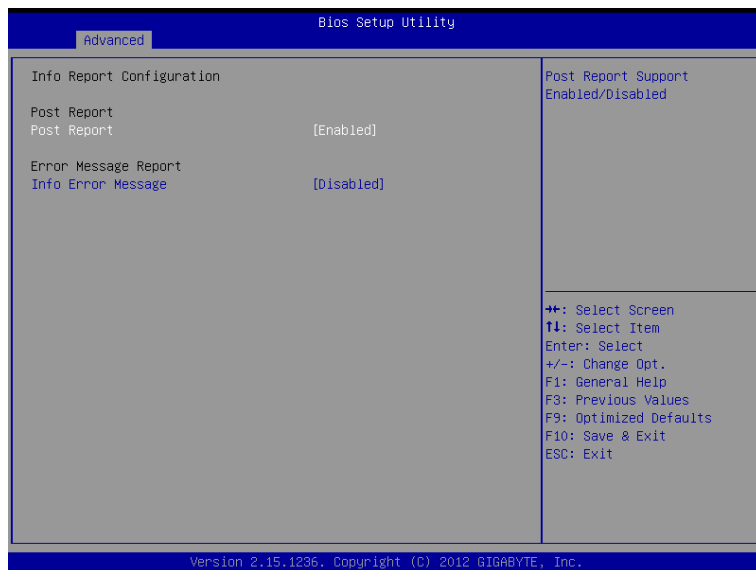 Bios Setup Utility
Advanced
Info Report Configuration
Post Report
Post Report [Enabled]
Error Message Report
Info Error Message [Disabled]
Post Report Support
Enabled/Disabled
→←: Select Screen
↑↓: Select Item
Enter: Select
+/-: Change Opt.
F1: General Help
F3: Previous Values
F9: Optimized Defaults
F10: Save & Exit
ESC: Exit
Version 2.15.1236. Copyright (C) 2012 GIGABYTE, Inc.